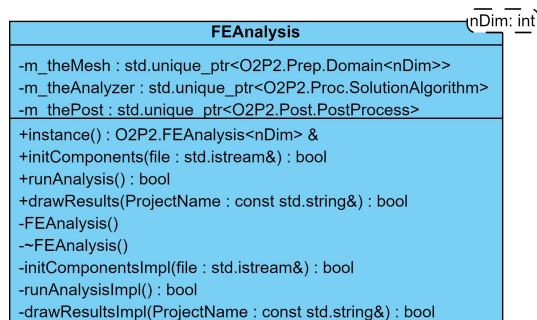 nDim: int
FEAnalysis
-m_theMesh : std.unique_ptr<O2P2.Prep.Domain<nDim>>
-m_theAnalyzer : std.unique_ptr<O2P2.Proc.SolutionAlgorithm>
-m_thePost : std.unique_ptr<O2P2.Post.PostProcess>
+instance() : O2P2.FEAnalysis<nDim> &
+initComponents(file : std.istream&) : bool
+runAnalysis() : bool
+drawResults(ProjectName : const std.string&) : bool
-FEAnalysis()
-~FEAnalysis()
-initComponentsImpl(file : std.istream&) : bool
-runAnalysisImpl() : bool
-drawResultsImpl(ProjectName : const std.string&) : bool